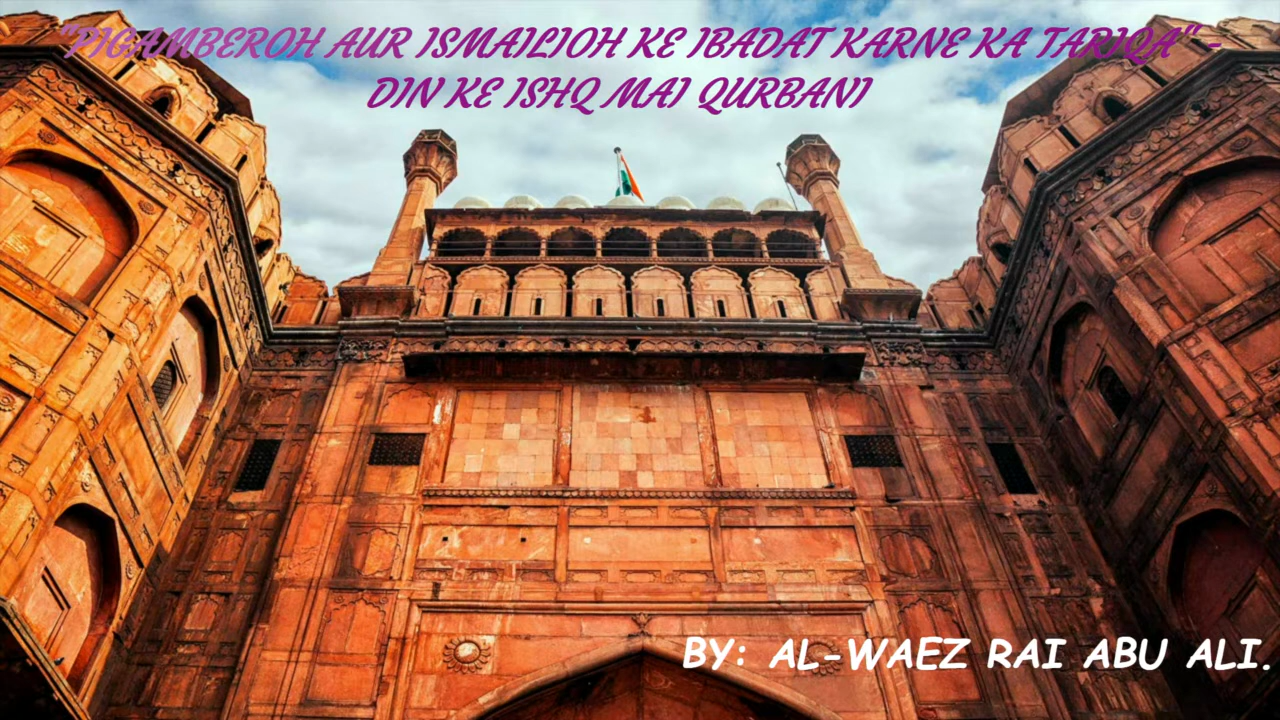 "PIGAMBEROH AUR ISMAILIOH KE IBADAT KARNE KA TARIQA" -
DIN KE ISHQ MAI QURBANI
BY: AL-WAEZ RAI ABU ALI.